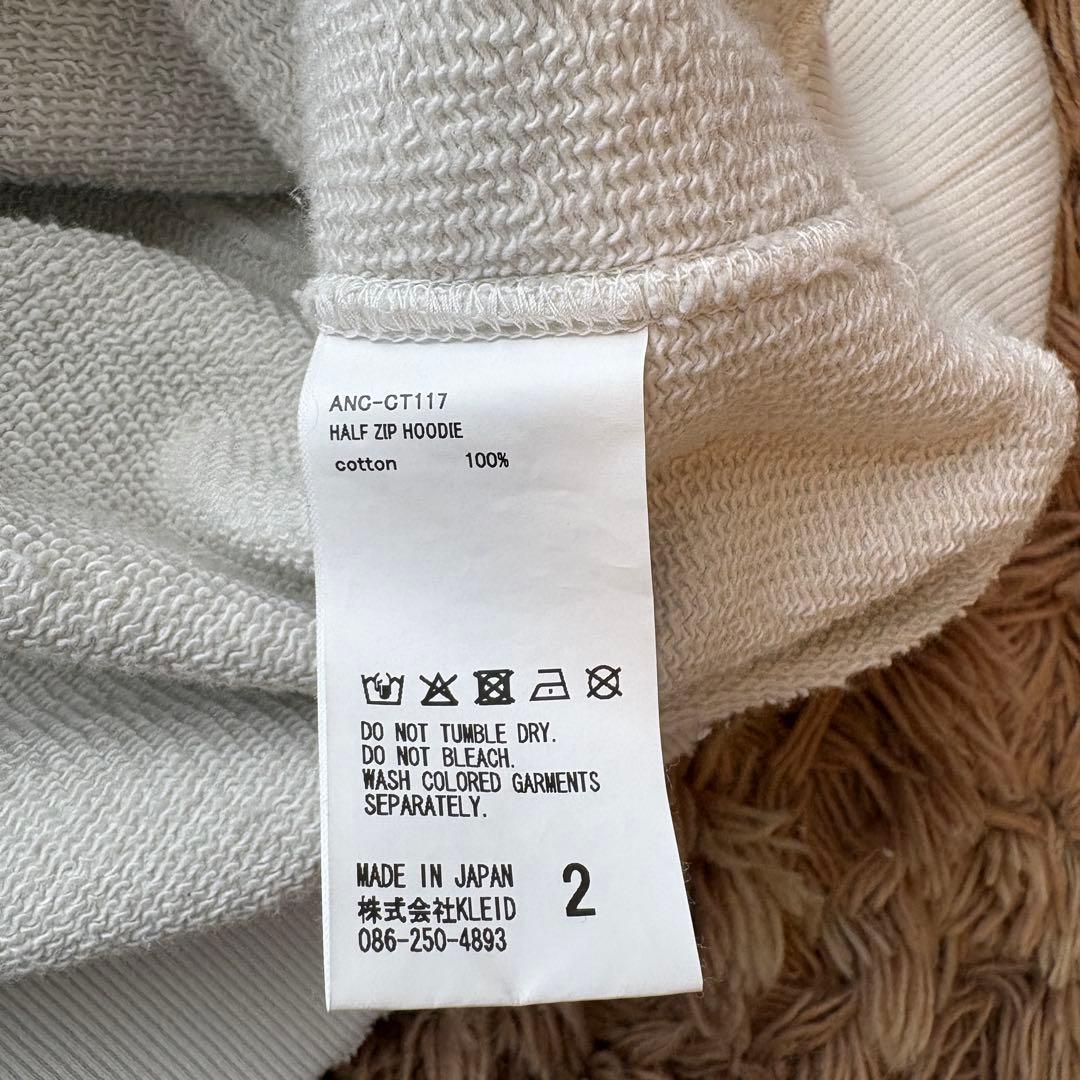 ANC-CT117
HALF ZIP HOODIE
cotton 100%
DO NOT TUMBLE DRY.
DO NOT BLEACH.
WASH COLORED GARMENTS
SEPARATELY.
MADE IN JAPAN
株式会社KLEID
086-250-4893
2